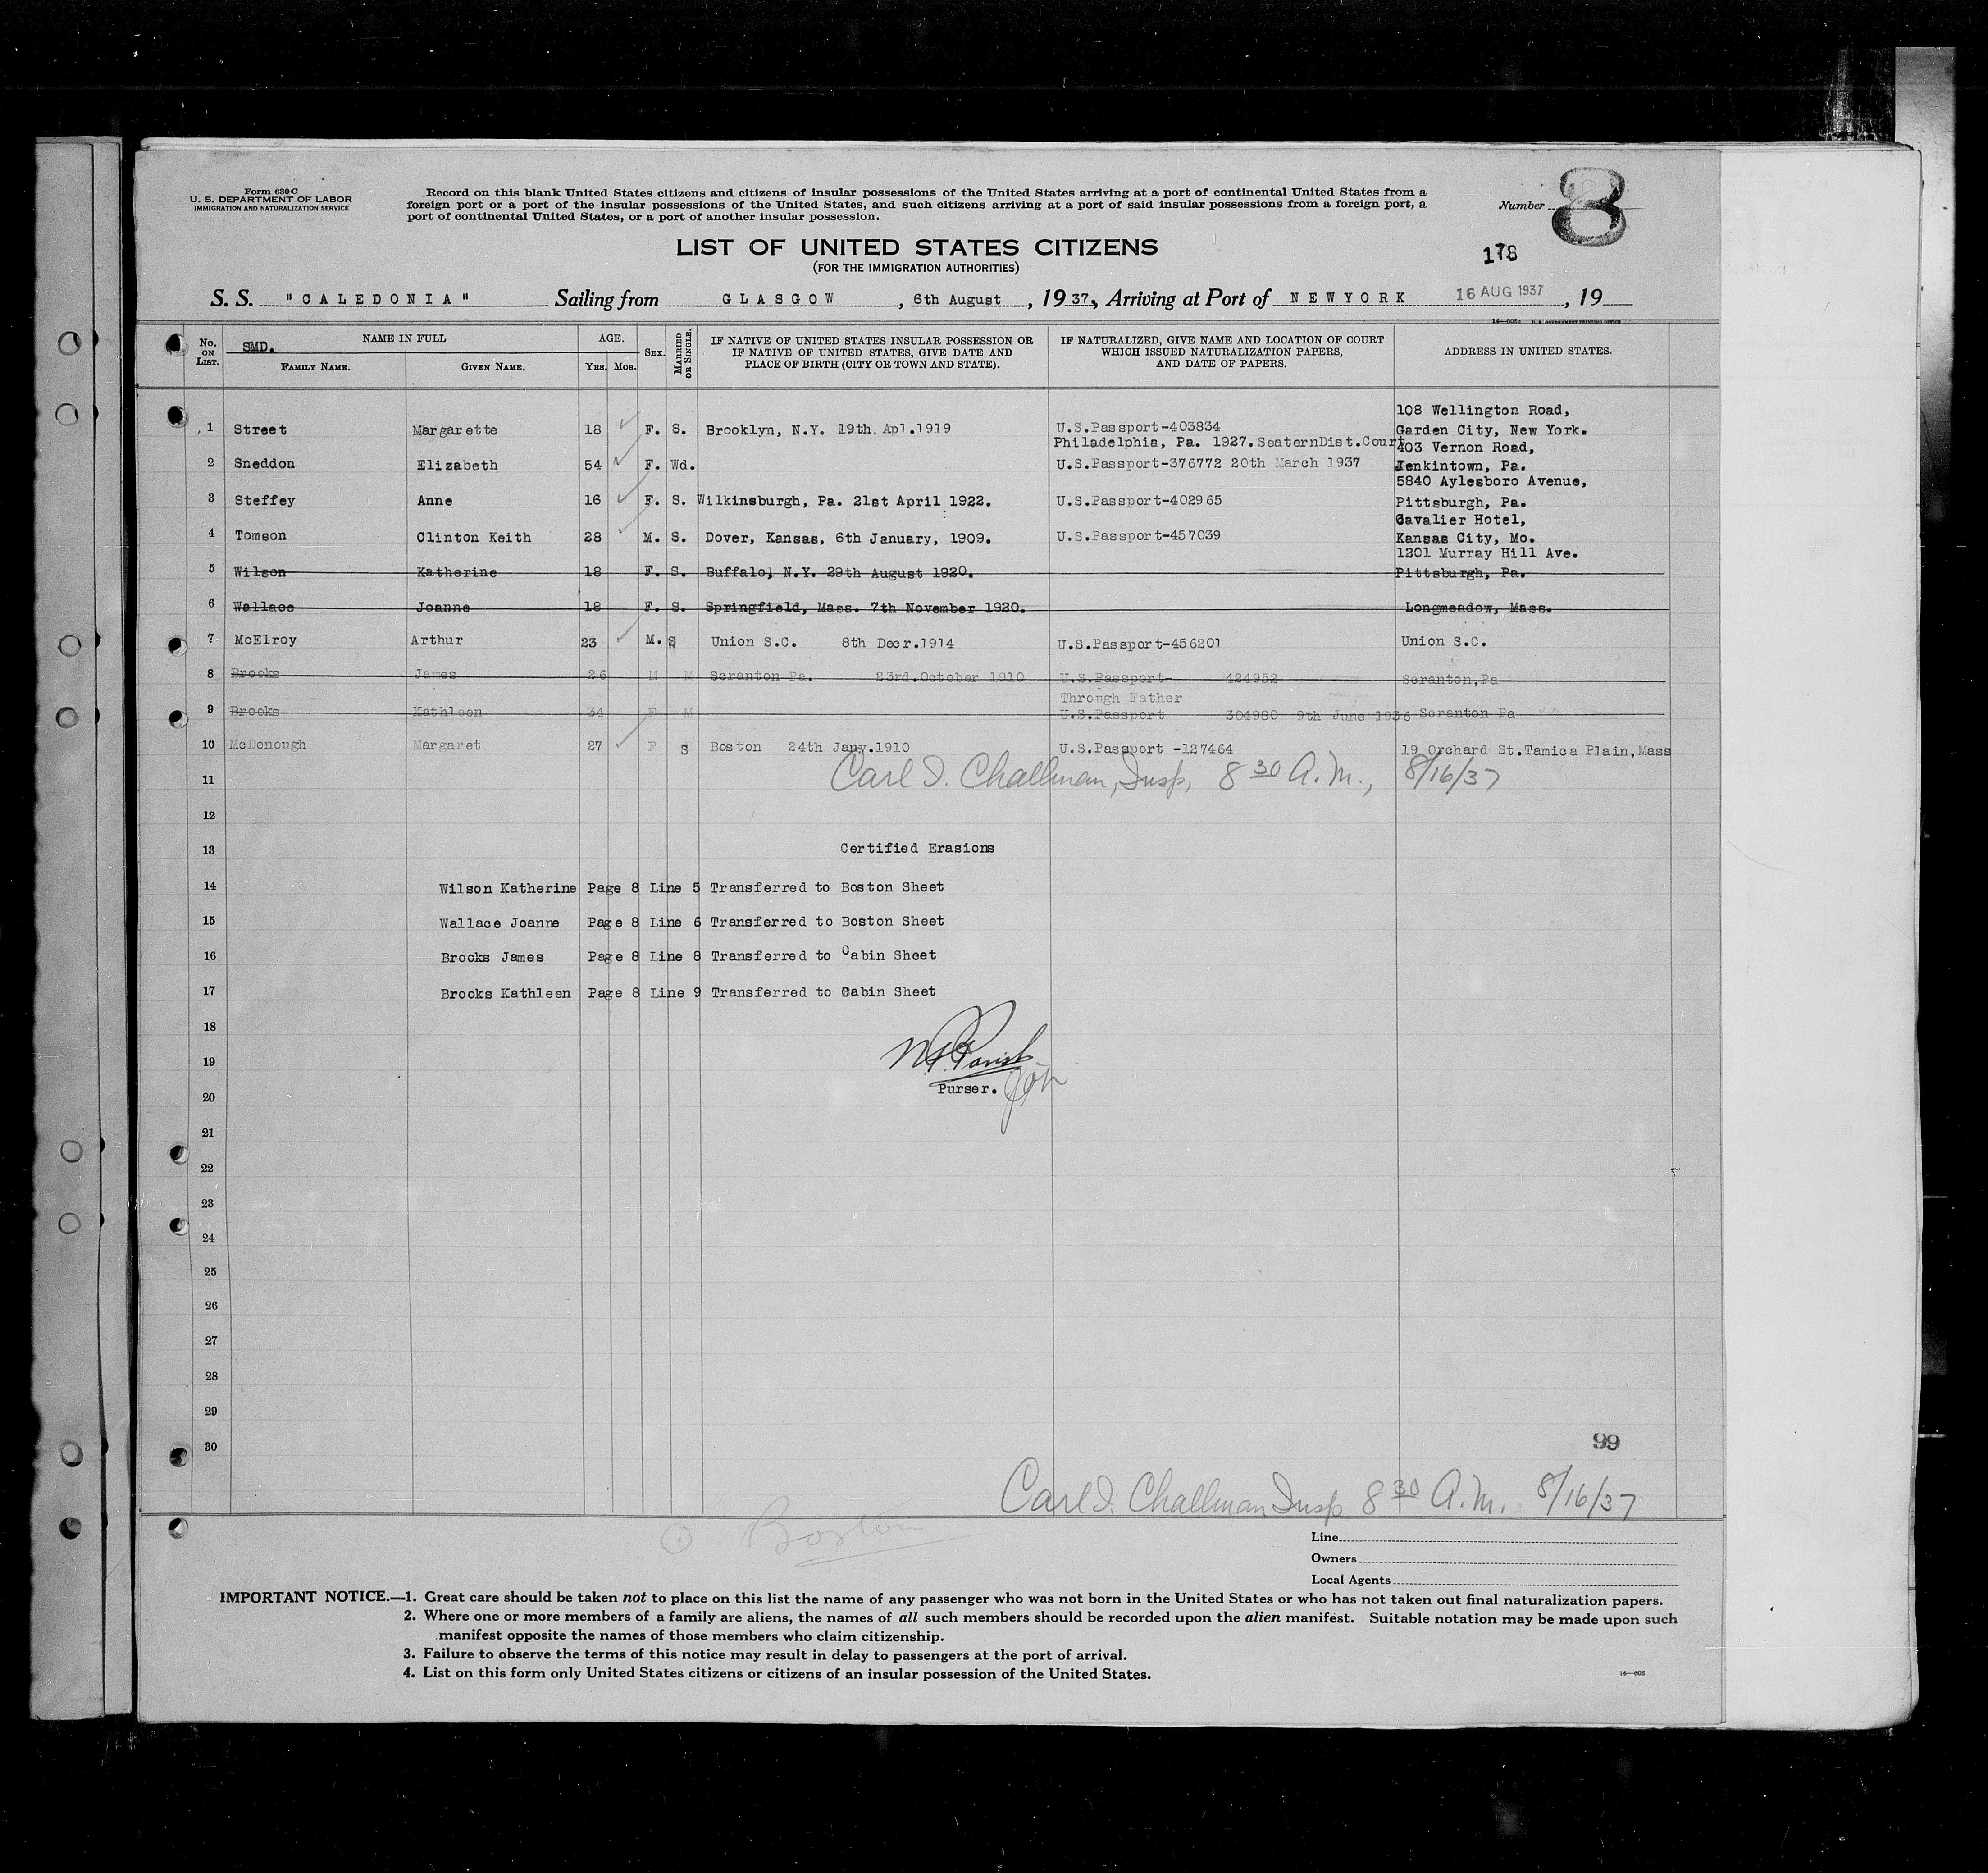 Form 630 C
U. S. DEPARTMENT OF LABOR
IMMIGRATION AND NATURALIZATION SERVICE
Record on this blank United States citizens and citizens of insular possessions of the United States arriving at a port of continental United States from a
foreign port or a port of the insular possessions of the United States, and such citizens arriving at a port of said insular possessions from a foreign port, a
port of continental United States, or a port of another insular possession.
Number 8
LIST OF UNITED STATES CITIZENS
(FOR THE IMMIGRATION AUTHORITIES)
178
S. S. "CALEDONIA" Sailing from GLASGOW, 6th August, 1937, Arriving at Port of NEWYORK 16 AUG 1937, 19
No. ON LIST. SMD. NAME IN FULL FAMILY NAME. GIVEN NAME. AGE. YRS. MOS. SEX. MARRIED OR SINGLE. IF NATIVE OF UNITED STATES INSULAR POSSESSION OR IF NATIVE OF UNITED STATES, GIVE DATE AND PLACE OF BIRTH (CITY OR TOWN AND STATE). IF NATURALIZED, GIVE NAME AND LOCATION OF COURT WHICH ISSUED NATURALIZATION PAPERS, AND DATE OF PAPERS. ADDRESS IN UNITED STATES.
108 Wellington Road,
1 Street Margarette 18 F. S. Brooklyn, N.Y. 19th. Apl.1919 U.S.Passport-403834 Garden City, New York.
Philadelphia, Pa. 1927.SeaternDist.Court 403 Vernon Road,
2 Sneddon Elizabeth 54 F. Wd. U.S.Passport-376772 20th March 1937 Jenkintown, Pa.
5840 Aylesboro Avenue,
3 Steffey Anne 16 F. S. Wilkinsburgh, Pa. 21st April 1922. U.S.Passport-402965 Pittsburgh, Pa.
Cavalier Hotel,
4 Tomson Clinton Keith 28 M. S. Dover, Kansas, 6th January, 1909. U.S.Passport-457039 Kansas City, Mo.
1201 Murray Hill Ave.
5 Wilson Katherine 18 F. S. Buffalo, N.Y. 29th August 1920. Pittsburgh, Pa.
6 Wallace Joanne 18 F. S. Springfield, Mass. 7th November 1920. Longmeadow, Mass.
7 McElroy Arthur 23 M. S Union S.C. 8th Decr.1914 U.S.Passport-456201 Union S.C.
8 Brooks James 26 M M Scranton Pa. 23rd.October 1910 U.S.Passport- 424952 Scranton,Pa
Through Father
9 Brooks Kathleen 34 F M U.S.Passport 304980 9th June 1936 Scranton Pa
10 McDonough Margaret 27 F S Boston 24th Jany.1910 U.S.Passport -127464 19 Orchard St.Tamica Plain,Mass
11 Carl I. Challman, Insp, 8 30 A.M., 8/16/37
12
13 Certified Erasions
14 Wilson Katherine Page 8 Line 5 Transferred to Boston Sheet
15 Wallace Joanne Page 8 Line 6 Transferred to Boston Sheet
16 Brooks James Page 8 Line 8 Transferred to Cabin Sheet
17 Brooks Kathleen Page 8 Line 9 Transferred to Cabin Sheet
18
19
Purser.
20
21
22
23
24
25
26
27
28
29
30
99
Carl I. Challman Insp 8 30 A.M. 8/16/37
Boston
Line
Owners
Local Agents
IMPORTANT NOTICE.—1. Great care should be taken not to place on this list the name of any passenger who was not born in the United States or who has not taken out final naturalization papers.
2. Where one or more members of a family are aliens, the names of all such members should be recorded upon the alien manifest. Suitable notation may be made upon such
manifest opposite the names of those members who claim citizenship.
3. Failure to observe the terms of this notice may result in delay to passengers at the port of arrival.
4. List on this form only United States citizens or citizens of an insular possession of the United States.